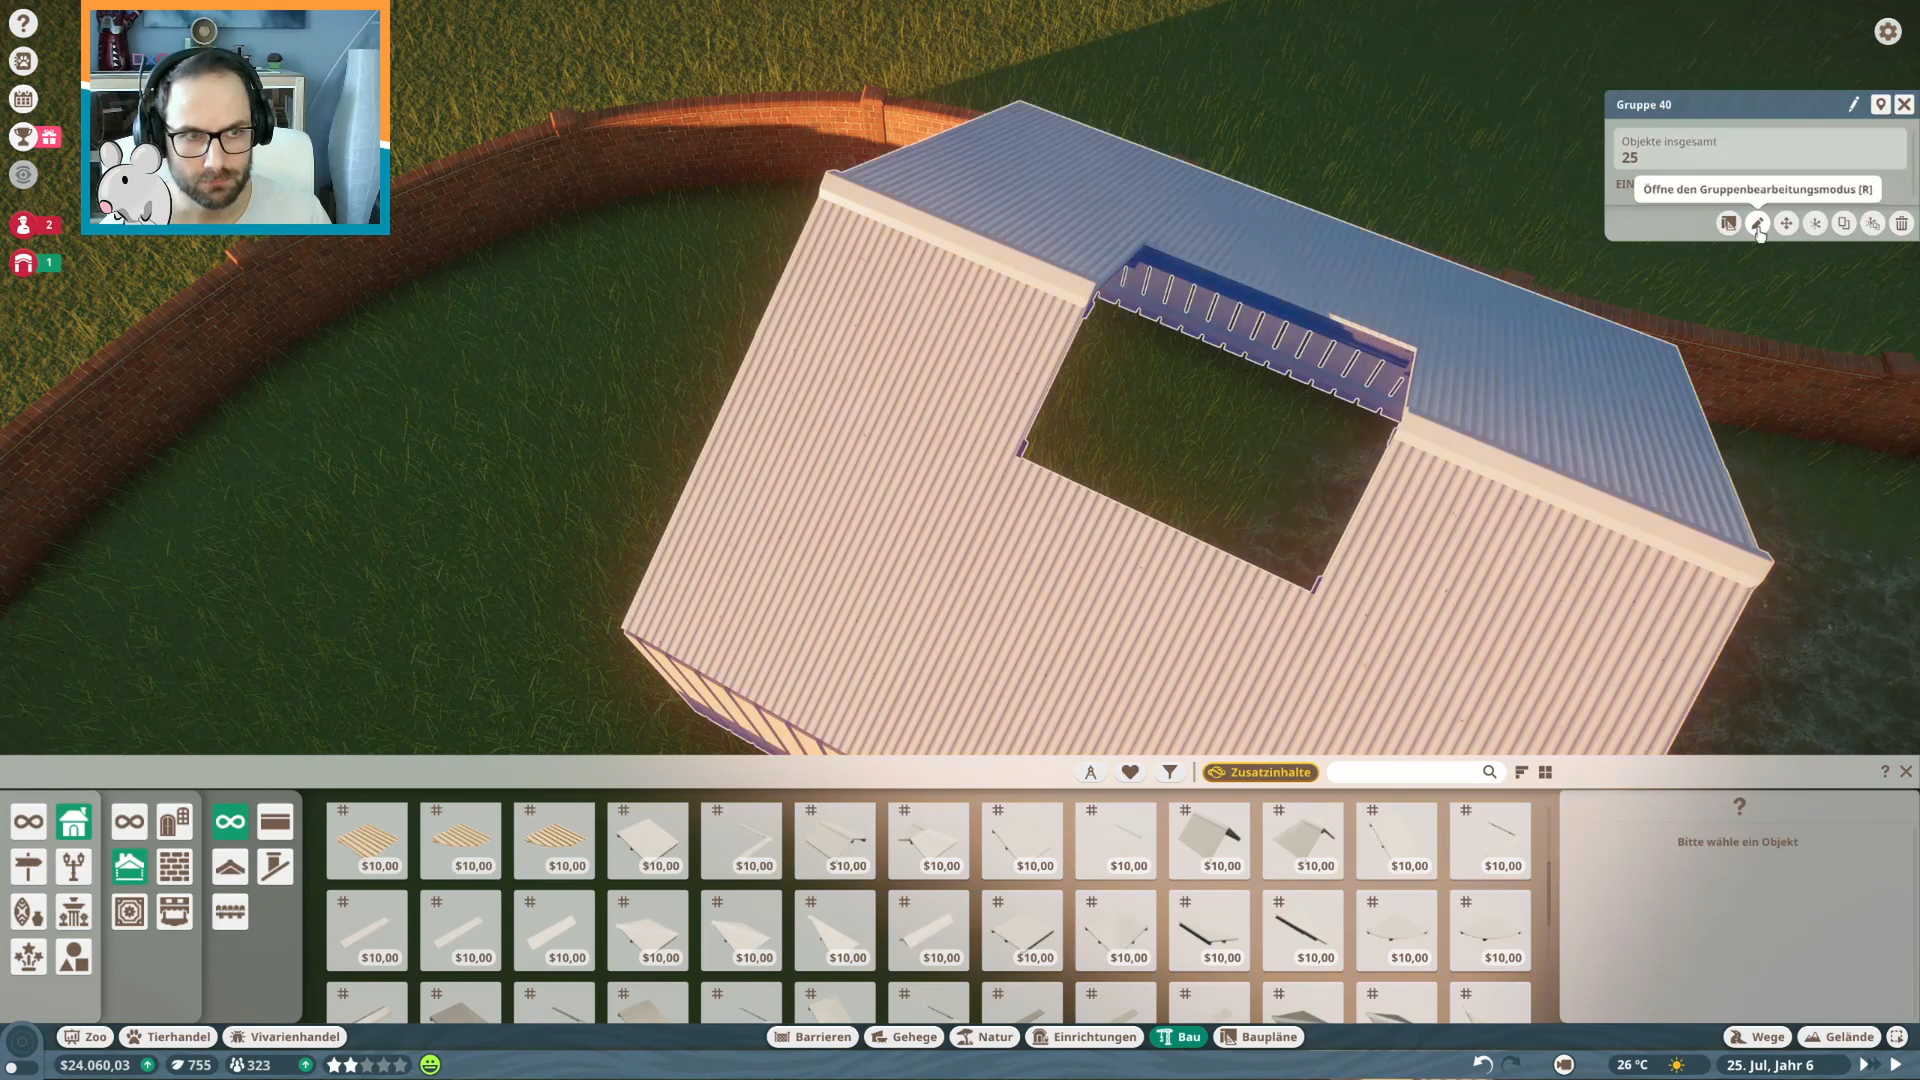 Gruppe 40
Objekte insgesamt
25
EIN
Öffne den Gruppenbearbeitungsmodus [R]
2
1
Zusatzinhalte
?
$10,00 $10,00 $10,00 $10,00 $10,00 $10,00 $10,00 $10,00 $10,00 $10,00 $10,00 $10,00 $10,00
$10,00 $10,00 $10,00 $10,00 $10,00 $10,00 $10,00 $10,00 $10,00 $10,00 $10,00 $10,00 $10,00
?
Bitte wähle ein Objekt
Zoo Tierhandel Vivarienhandel Barrieren Gehege Natur Einrichtungen Bau Baupläne Wege Gelände
$24.060,03 755 323 26 °C 25. Jul, Jahr 6